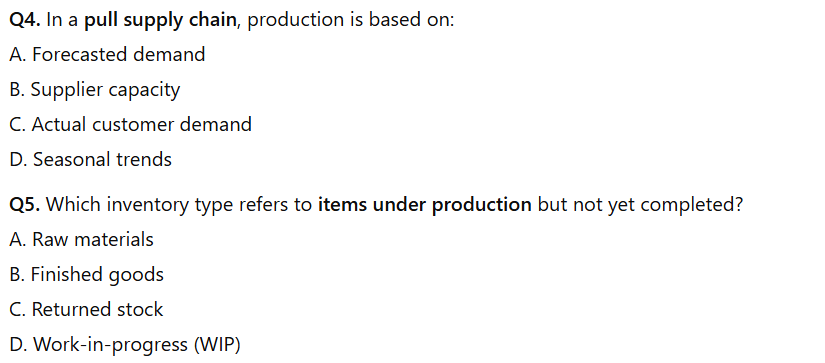 Q4. In a pull supply chain, production is based on:
A. Forecasted demand
B. Supplier capacity
C. Actual customer demand
D. Seasonal trends
Q5. Which inventory type refers to items under production but not yet completed?
A. Raw materials
B. Finished goods
C. Returned stock
D. Work-in-progress (WIP)